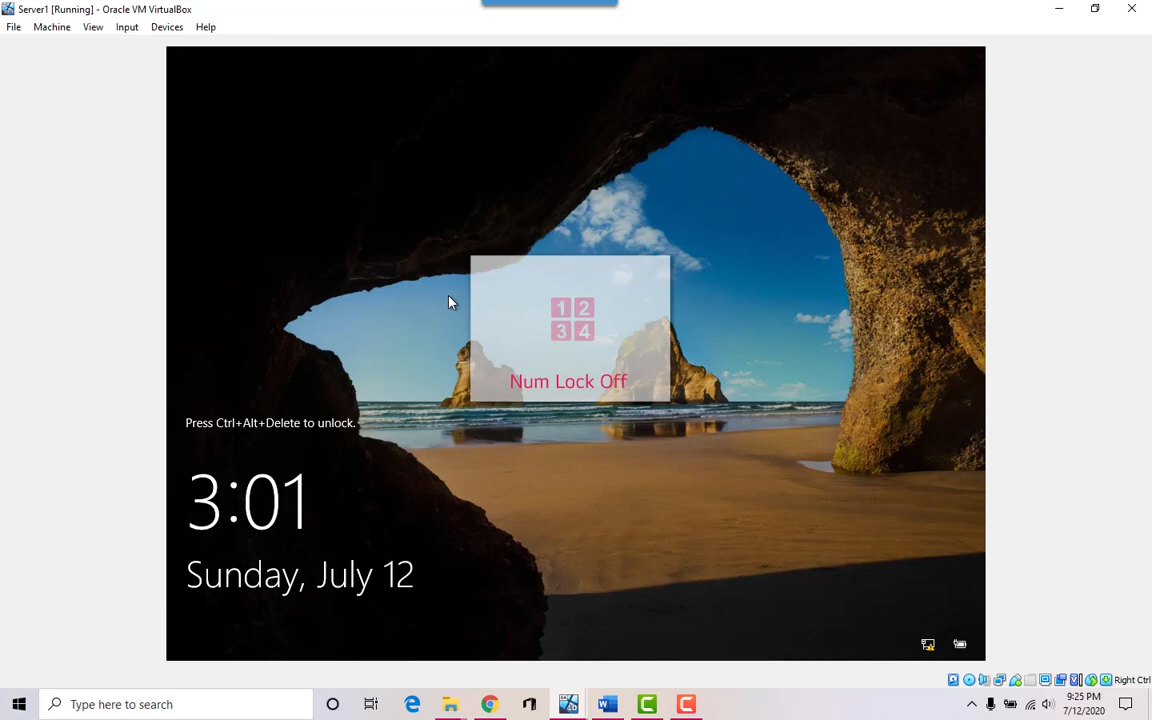 Server1 [Running] - Oracle VM VirtualBox
File Machine View Input Devices Help
1 2
3 4
Num Lock Off
Press Ctrl+Alt+Delete to unlock.
3:01
Sunday, July 12
Right Ctrl
Type here to search
9:25 PM
7/12/2020